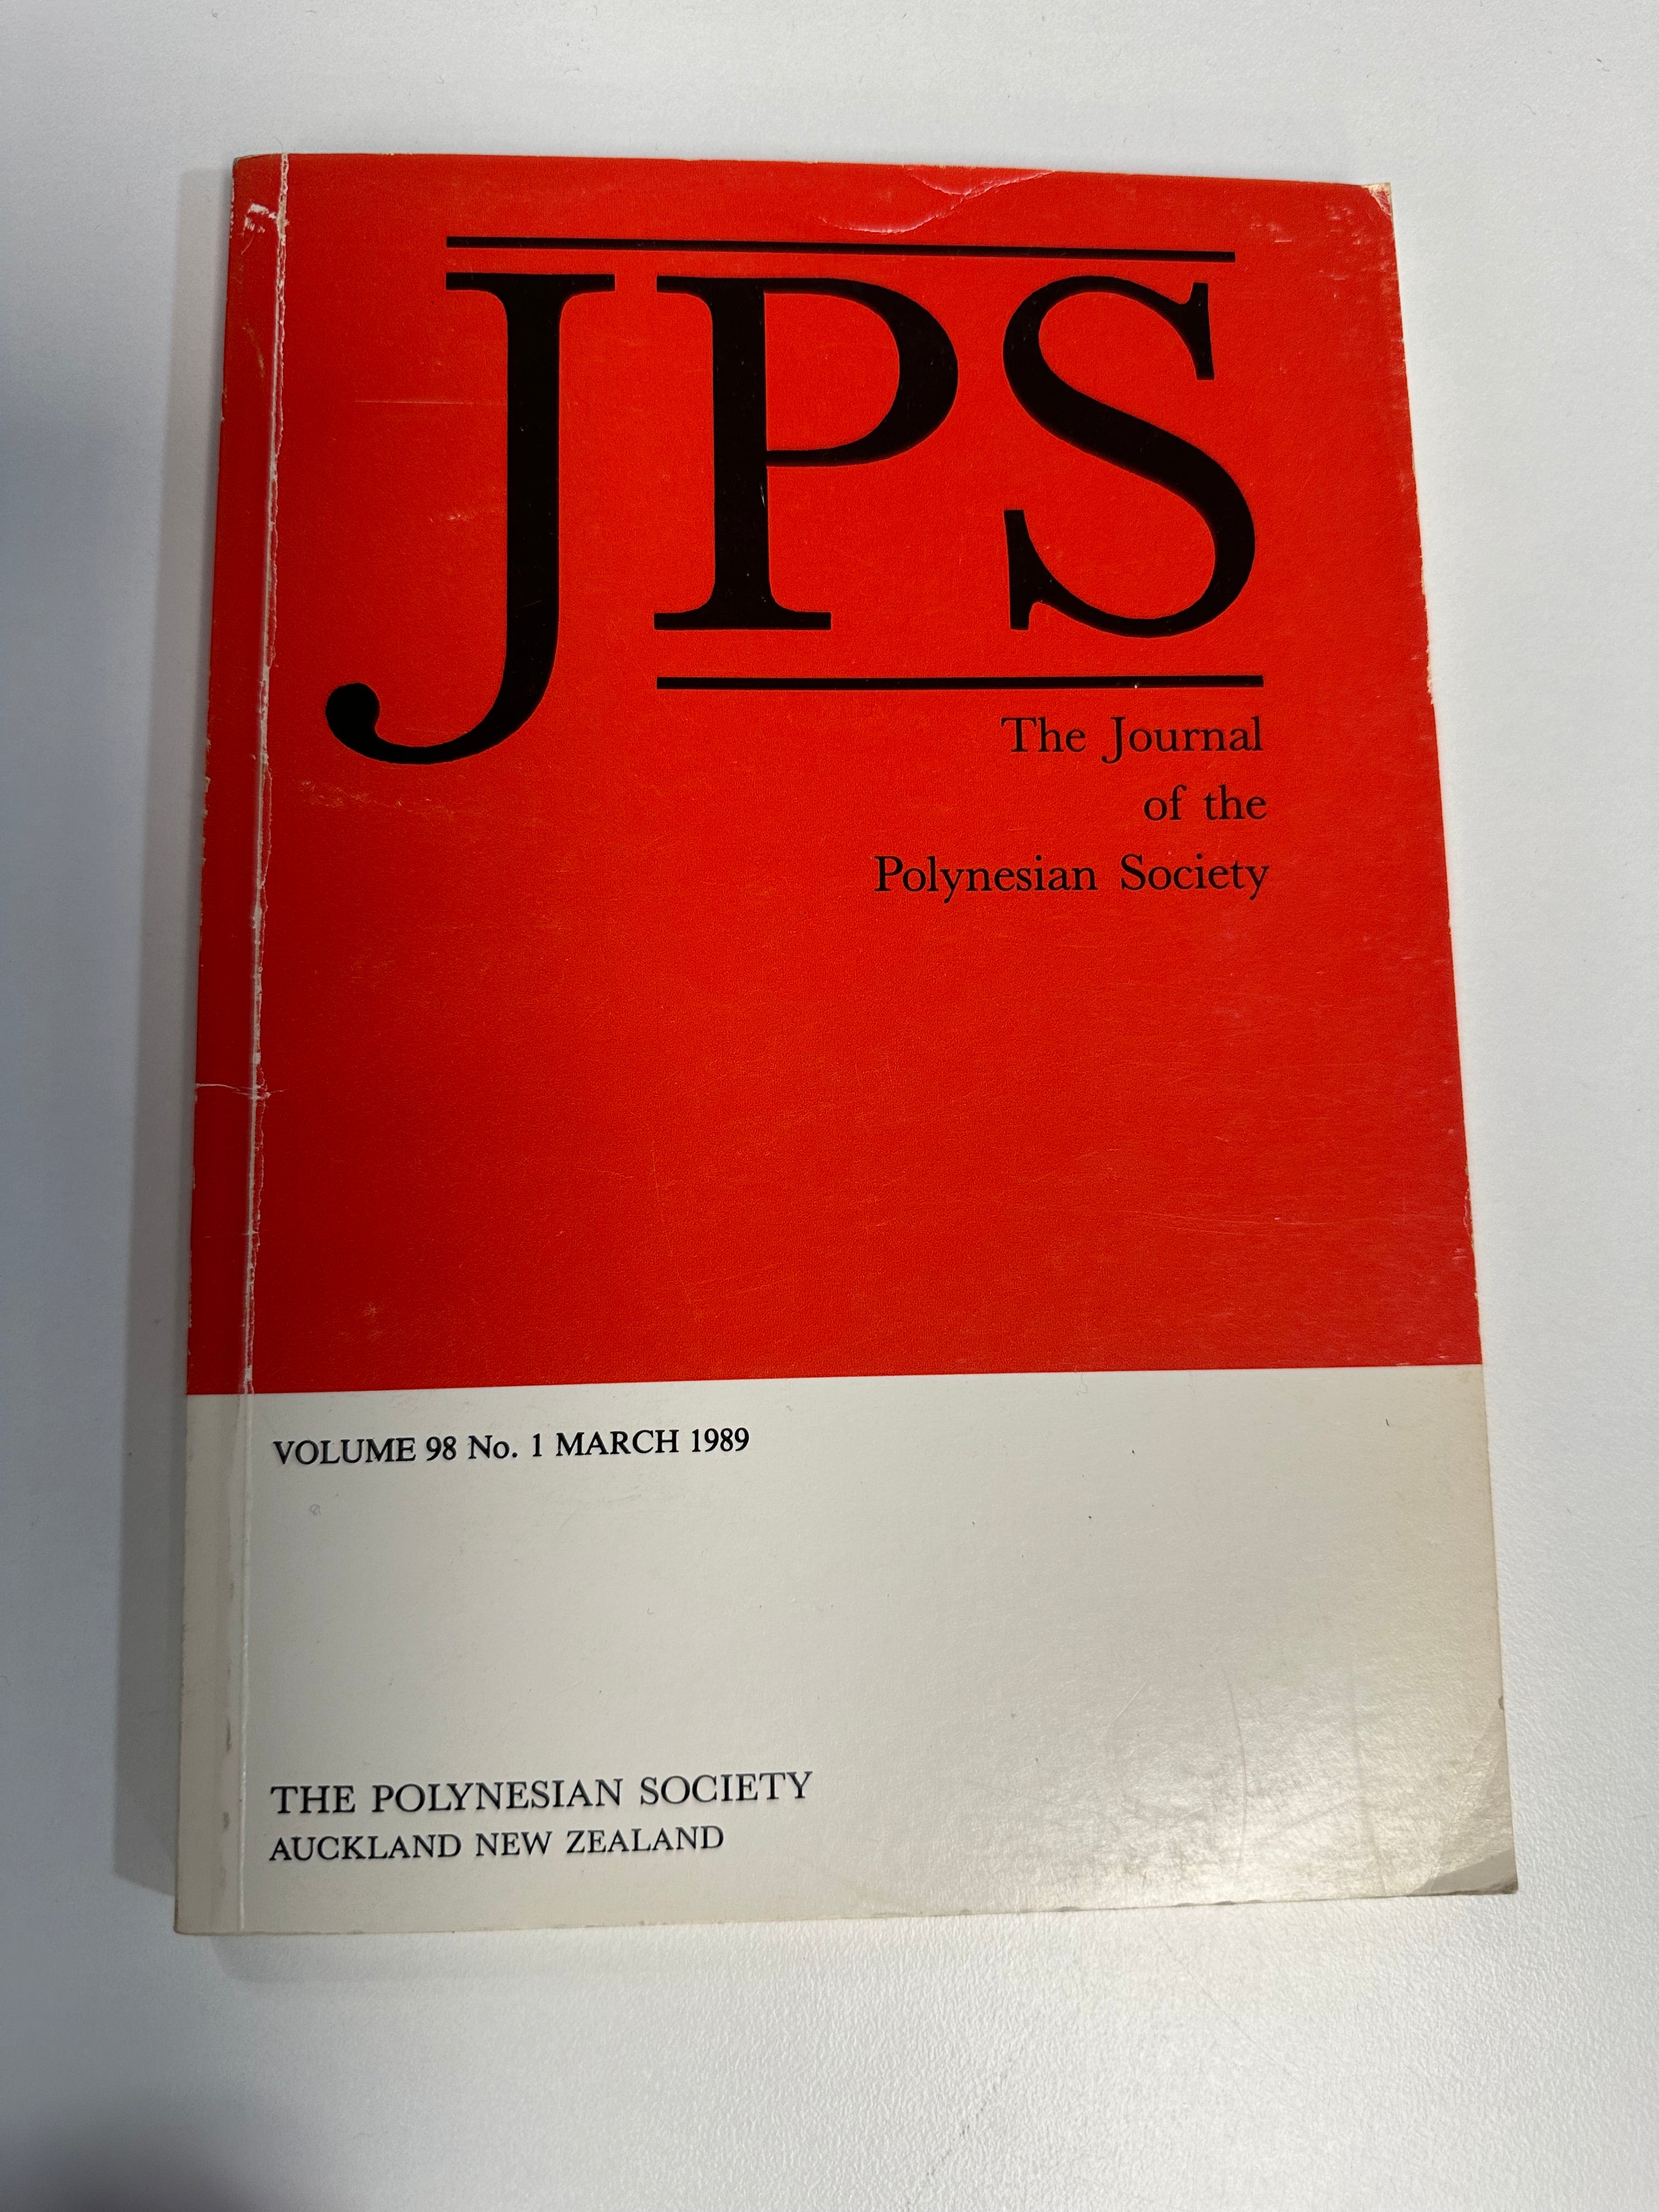 JPS
The Journal
of the
Polynesian Society
VOLUME 98 No. 1 MARCH 1989
THE POLYNESIAN SOCIETY
AUCKLAND NEW ZEALAND